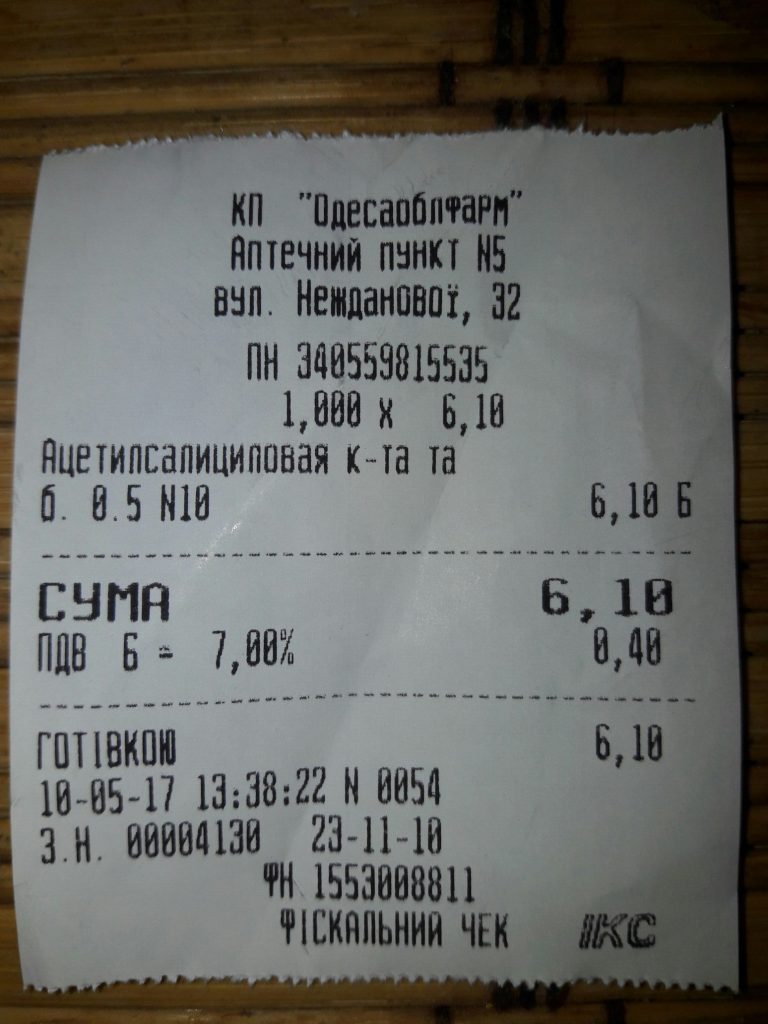 КП "Одесаоблфарм"
Аптечний пункт N5
вул. Нежданової, 32
ПН 340559815535
1,000 x 6,10
Ацетилсалициловая к-та та
б. 0.5 N10 6,10 Б
СУМА 6,10
ПДВ Б = 7,00% 0,40
ГОТІВКОЮ 6,10
10-05-17 13:38:22 N 0054
З.Н. 00004130 23-11-10
ФН 1553008811
ФІСКАЛЬНИЙ ЧЕК ІКС